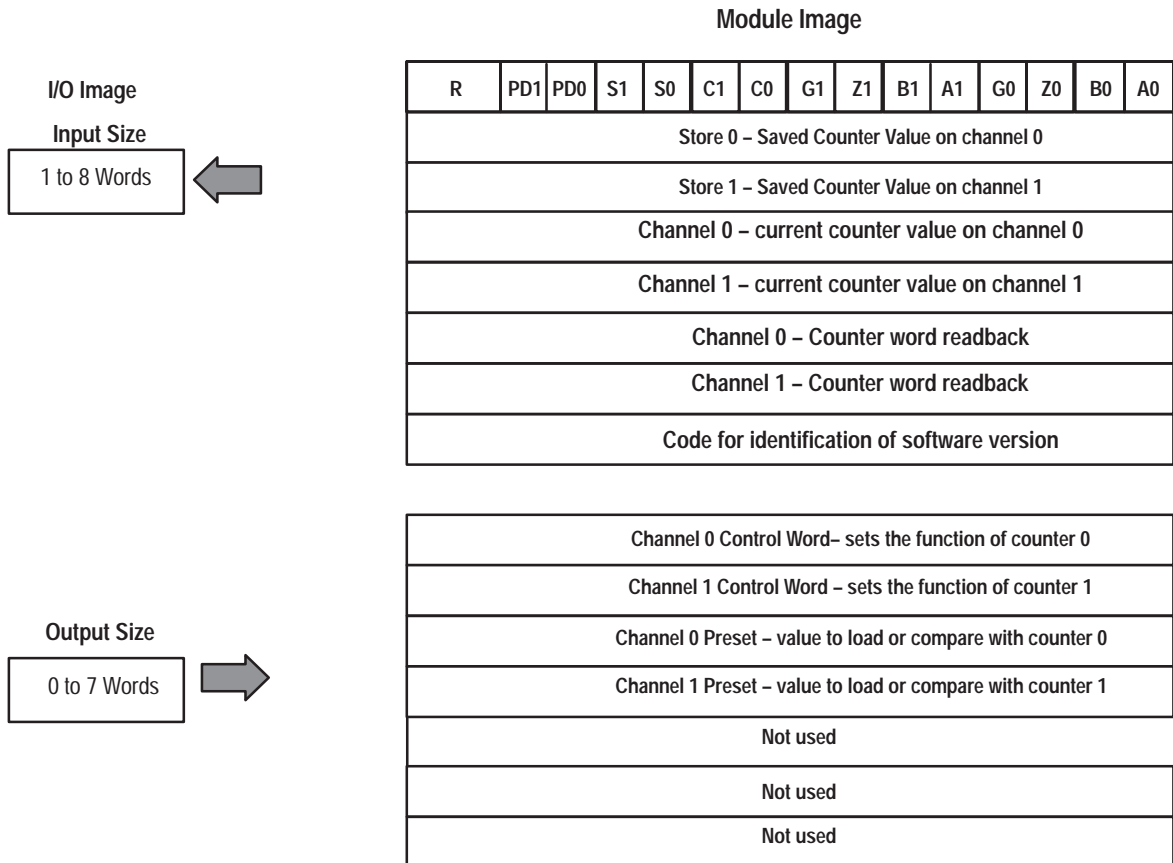 Module Image
I/O Image
Input Size
1 to 8 Words
R PD1 PD0 S1 S0 C1 C0 G1 Z1 B1 A1 G0 Z0 B0 A0
Store 0 – Saved Counter Value on channel 0
Store 1 – Saved Counter Value on channel 1
Channel 0 – current counter value on channel 0
Channel 1 – current counter value on channel 1
Channel 0 – Counter word readback
Channel 1 – Counter word readback
Code for identification of software version
Output Size
0 to 7 Words
Channel 0 Control Word– sets the function of counter 0
Channel 1 Control Word – sets the function of counter 1
Channel 0 Preset – value to load or compare with counter 0
Channel 1 Preset – value to load or compare with counter 1
Not used
Not used
Not used